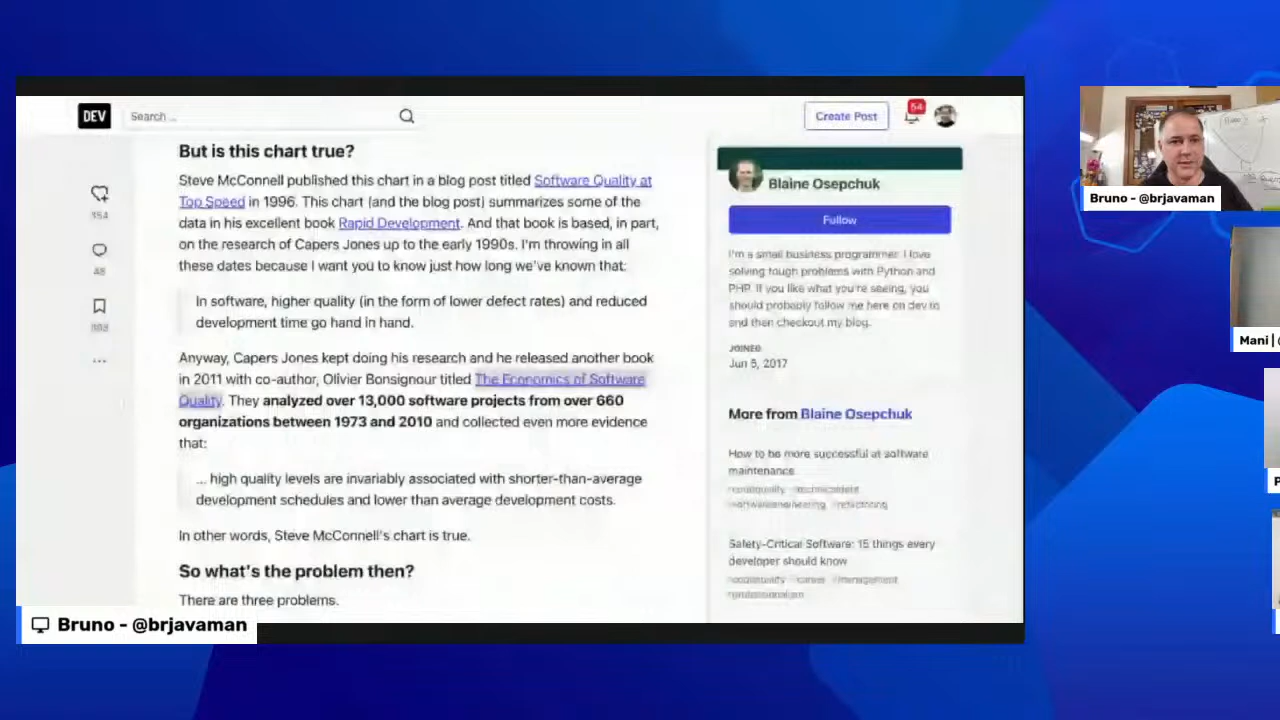 DEV
Search ...
Create Post
54
But is this chart true?
Steve McConnell published this chart in a blog post titled Software Quality at
Top Speed in 1996. This chart (and the blog post) summarizes some of the
data in his excellent book Rapid Development. And that book is based, in part,
on the research of Capers Jones up to the early 1990s. I'm throwing in all
these dates because I want you to know just how long we've known that:
In software, higher quality (in the form of lower defect rates) and reduced
development time go hand in hand.
Anyway, Capers Jones kept doing his research and he released another book
in 2011 with co-author, Olivier Bonsignour titled The Economics of Software
Quality. They analyzed over 13,000 software projects from over 660
organizations between 1973 and 2010 and collected even more evidence
that:
... high quality levels are invariably associated with shorter-than-average
development schedules and lower than average development costs.
In other words, Steve McConnell's chart is true.
So what's the problem then?
There are three problems.
48
Blaine Osepchuk
Follow
I'm a small business programmer. I love
solving tough problems with Python and
PHP. If you like what you're seeing, you
should probably follow me here on dev.to
and then checkout my blog.
JOINED
Jun 5, 2017
More from Blaine Osepchuk
How to be more successful at software
maintenance
#codequality #technicaldebt
#softwareengineering #refactoring
Safety-Critical Software: 15 things every
developer should know
#codequality #career #management
#professionalism
Bruno - @brjavaman
Bruno - @brjavaman
Mani | @
P